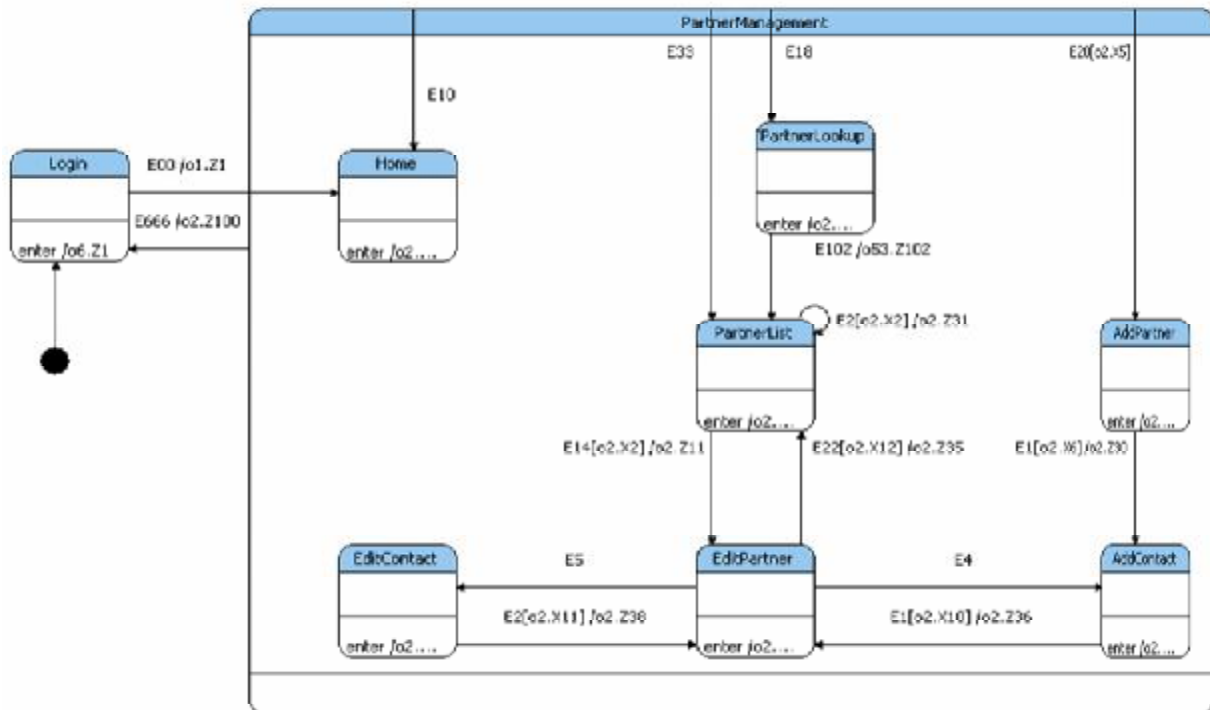 PartnerManagement
E33
E18
E20[o2.X5]
E10
PartnerLookup
Login
E00 /o1.Z1
Home
enter /o2....
E666 /o2.Z100
enter /o6.Z1
enter /o2....
E102 /o53.Z102
PartnerList
E2[o2.X2] /o2.Z31
AddPartner
enter /o2....
enter /o2....
E14[o2.X2] /o2.Z11
E22[o2.X12] /o2.Z35
E1[o2.X6] /o2.Z30
EditContact
E5
EditPartner
E4
AddContact
E2[o2.X11] /o2.Z38
E1[o2.X10] /o2.Z36
enter /o2....
enter /o2....
enter /o2....